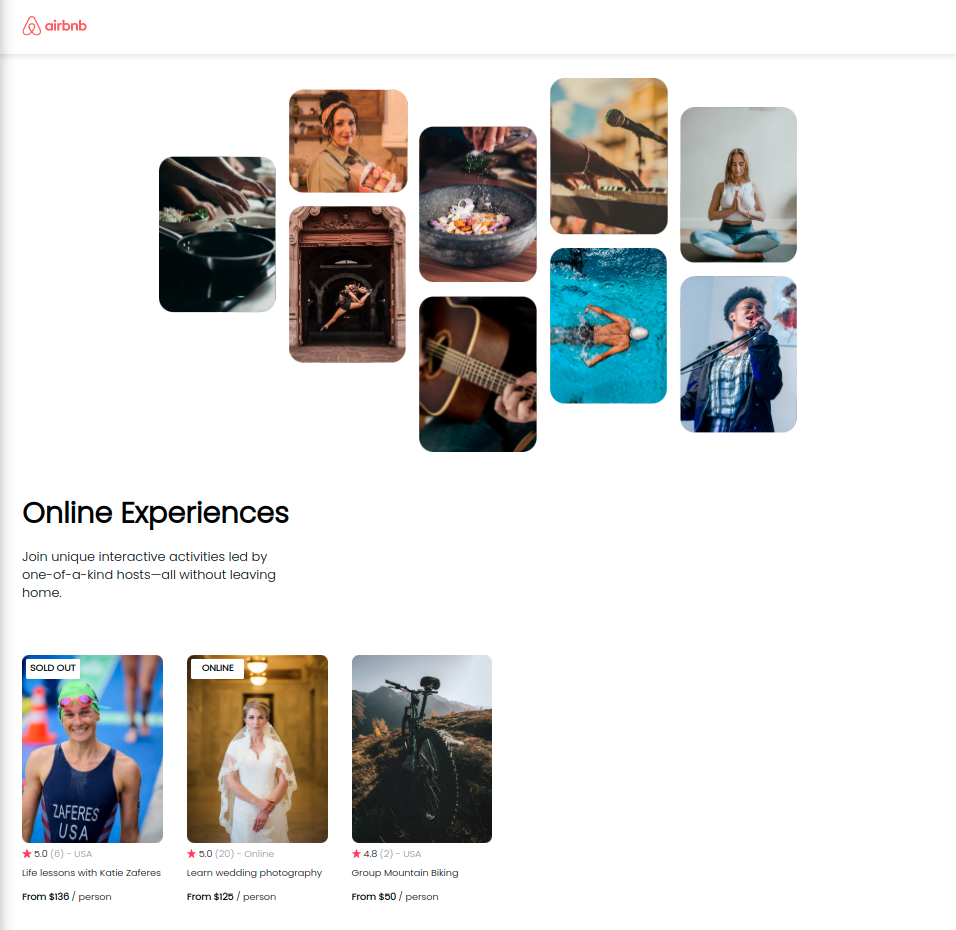 airbnb
Online Experiences
Join unique interactive activities led by
one-of-a-kind hosts—all without leaving
home.
SOLD OUT
ZAFERES
USA
5.0 (6) - USA
Life lessons with Katie Zaferes
From $136 / person
ONLINE
5.0 (20) - Online
Learn wedding photography
From $125 / person
4.8 (2) - USA
Group Mountain Biking
From $50 / person